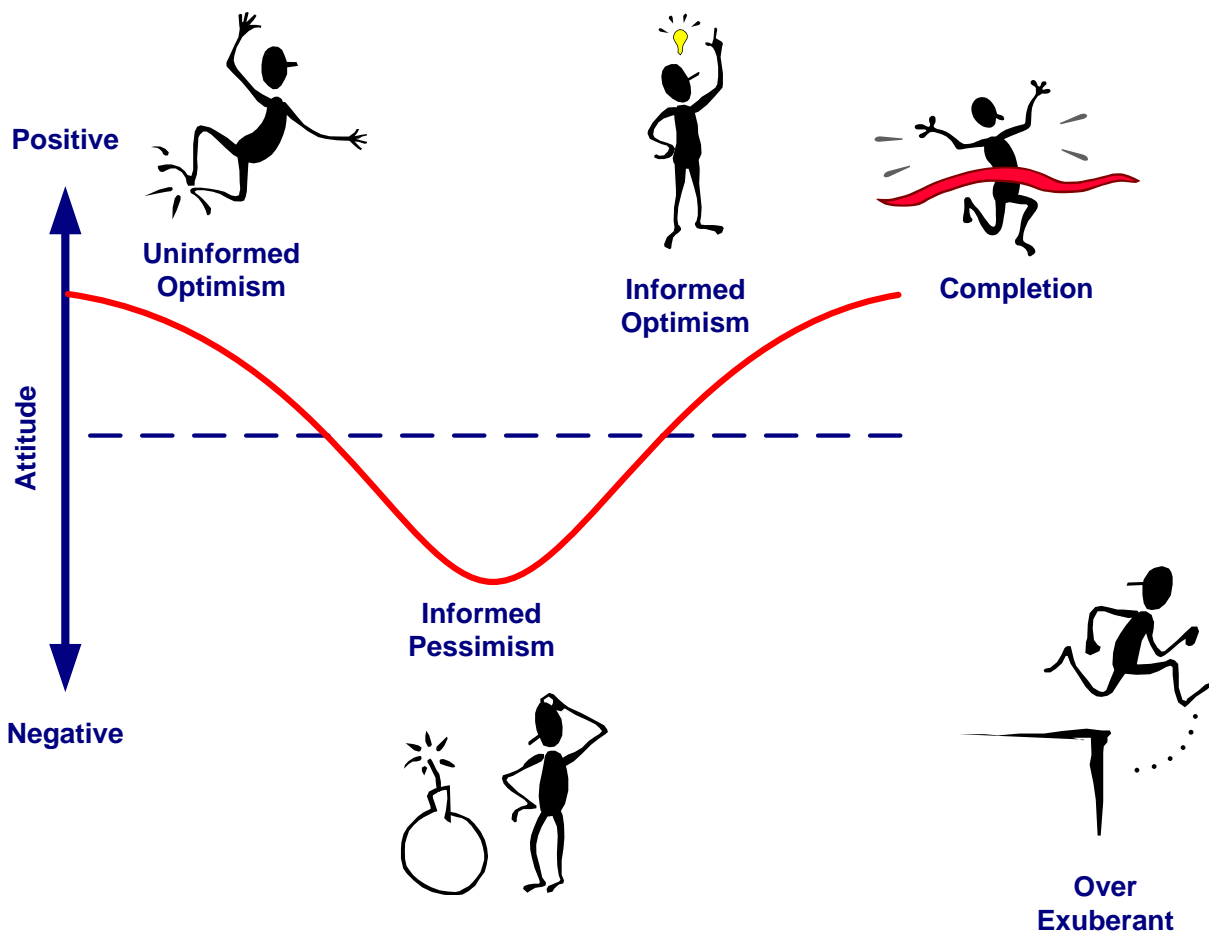 Positive
Uninformed
Optimism
Informed
Optimism
Completion
Attitude
Informed
Pessimism
Negative
Over
Exuberant